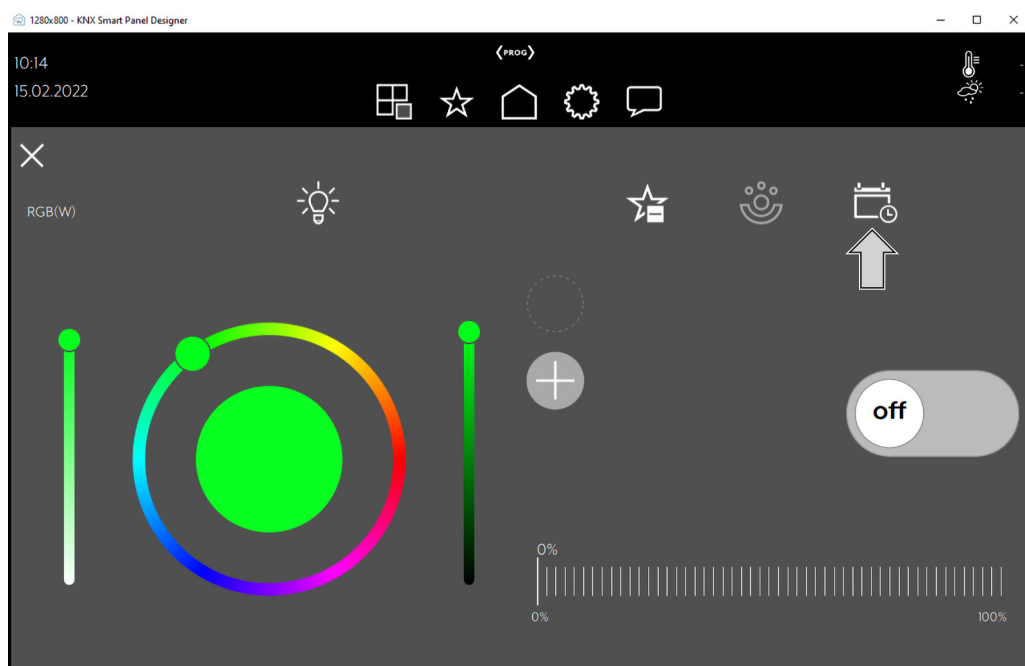 1280x800 - KNX Smart Panel Designer
10:14
PROG
15.02.2022
RGB(W)
off
0%
0%
100%